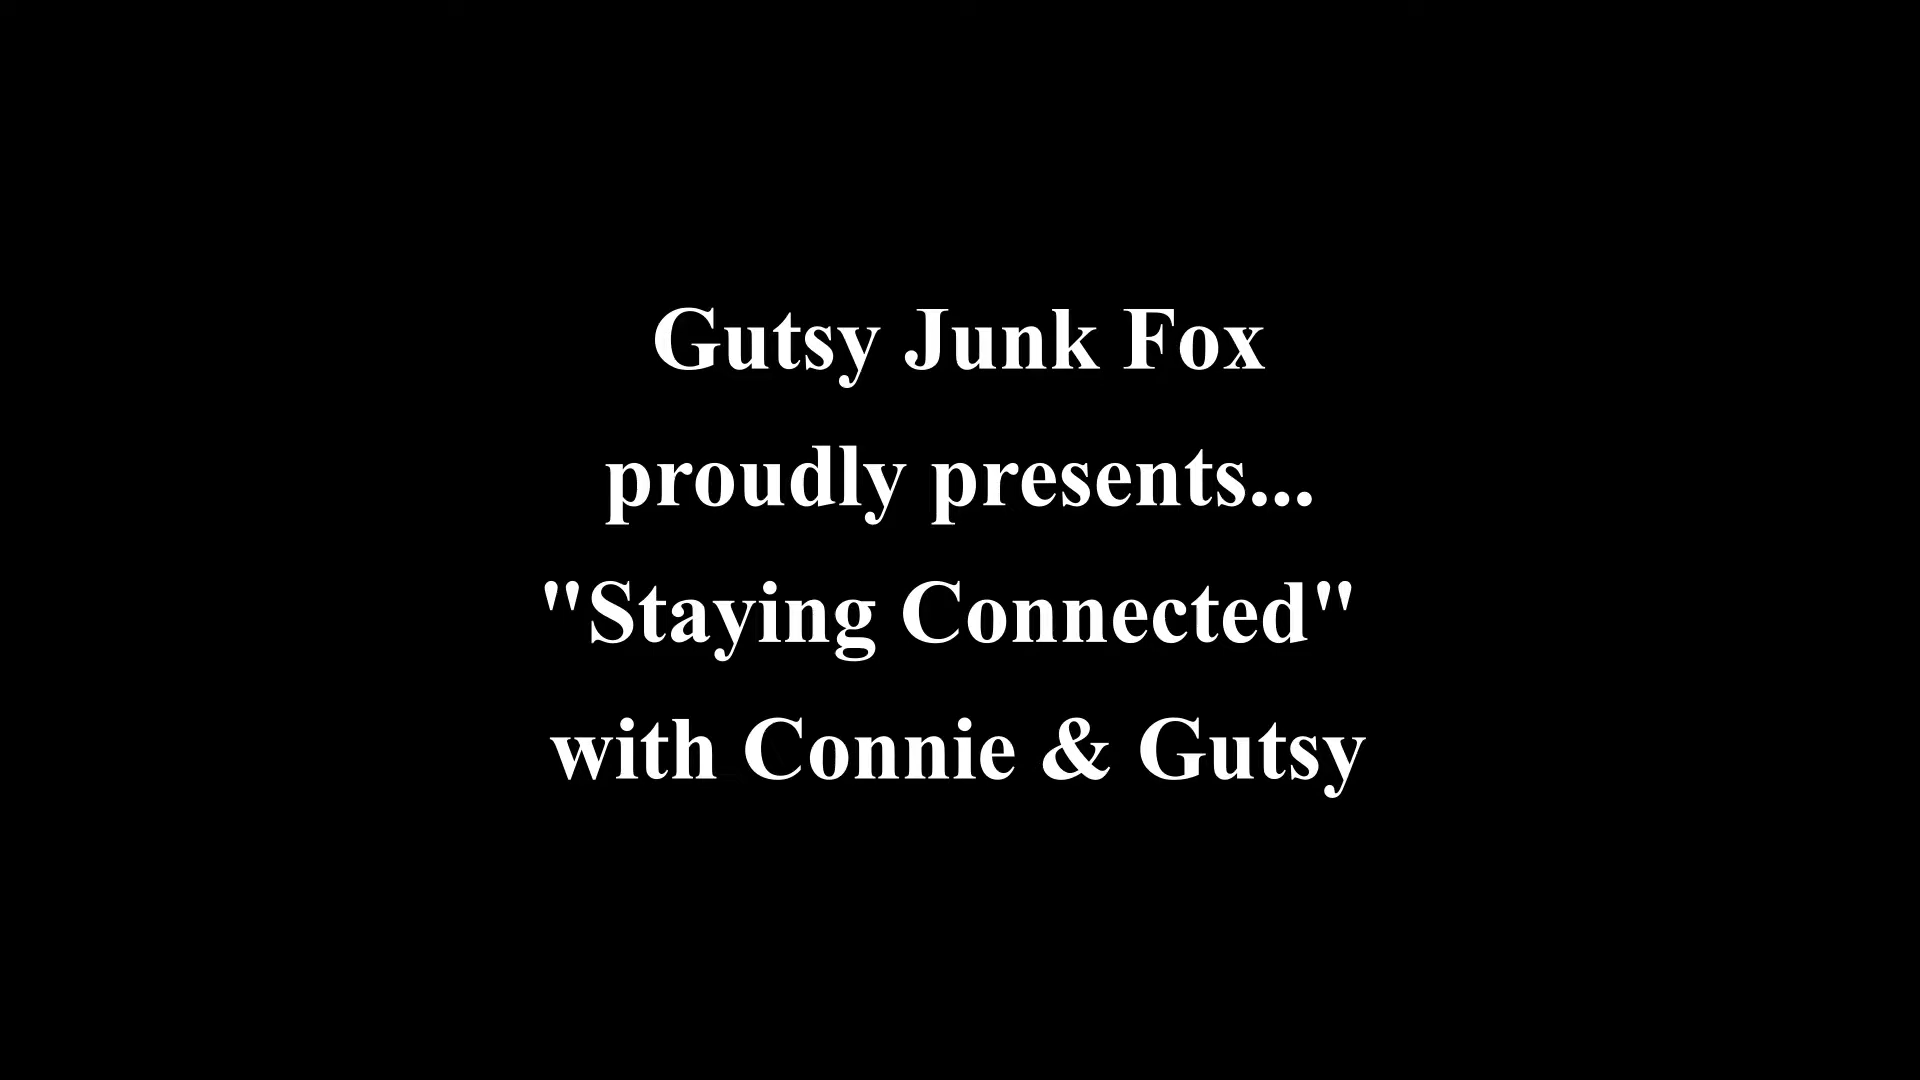 Gutsy Junk Fox
proudly presents...
"Staying Connected"
with Connie & Gutsy